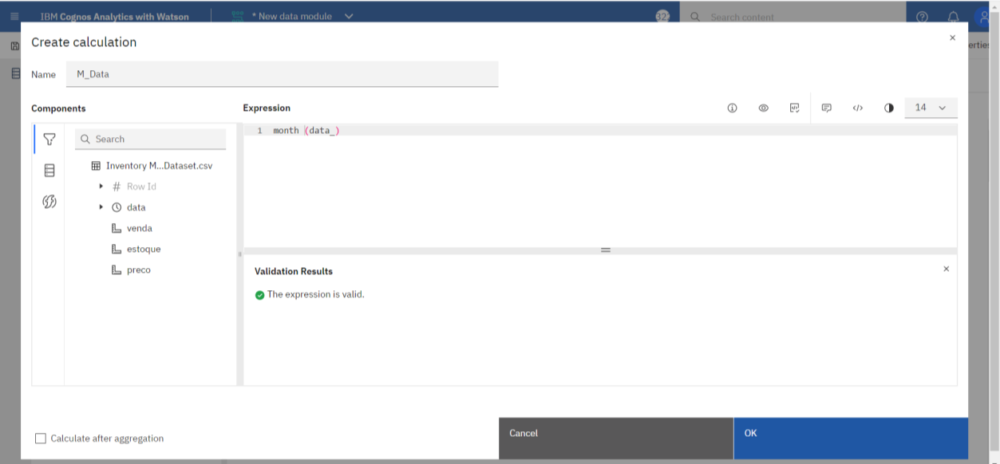 IBM Cognos Analytics with Watson
* New data module
322
Search content
Create calculation
erties
Name
M_Data
Components
Expression
14
Search
1 month (data_)
Inventory M...Dataset.csv
# Row Id
data
venda
estoque
preco
Validation Results
The expression is valid.
Calculate after aggregation
Cancel
OK